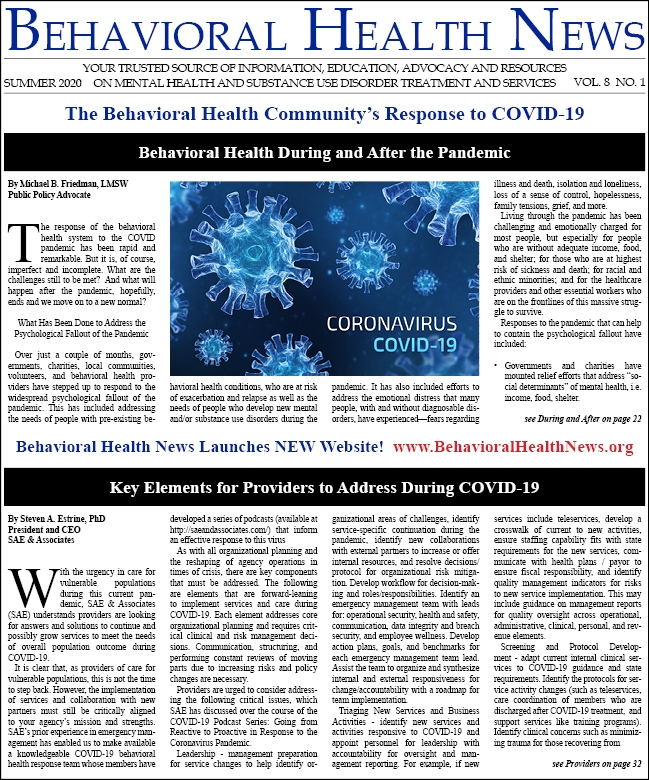 BEHAVIORAL HEALTH NEWS
YOUR TRUSTED SOURCE OF INFORMATION, EDUCATION, ADVOCACY AND RESOURCES
SUMMER 2020 ON MENTAL HEALTH AND SUBSTANCE USE DISORDER TREATMENT AND SERVICES VOL. 8 NO. 1
The Behavioral Health Community's Response to COVID-19
Behavioral Health During and After the Pandemic
By Michael B. Friedman, LMSW
Public Policy Advocate
The response of the behavioral
health system to the COVID
pandemic has been rapid and
remarkable. But it is, of course,
imperfect and incomplete. What are the
challenges still to be met? And what will
happen after the pandemic, hopefully,
ends and we move on to a new normal?
What Has Been Done to Address the
Psychological Fallout of the Pandemic
Over just a couple of months, gov-
ernments, charities, local communities,
volunteers, and behavioral health pro-
viders have stepped up to respond to the
widespread psychological fallout of the
pandemic. This has included addressing
the needs of people with pre-existing be-
CORONAVIRUS
COVID-19
havioral health conditions, who are at risk
of exacerbation and relapse as well as the
needs of people who develop new mental
and/or substance use disorders during the
pandemic. It has also included efforts to
address the emotional distress that many
people, with and without diagnosable dis-
orders, have experienced—fears regarding
illness and death, isolation and loneliness,
loss of a sense of control, hopelessness,
family tensions, grief, and more.
Living through the pandemic has been
challenging and emotionally charged for
most people, but especially for people
who are without adequate income, food,
and shelter; for those who are at highest
risk of sickness and death; for racial and
ethnic minorities; and for the healthcare
providers and other essential workers who
are on the frontlines of this massive strug-
gle to survive.
Responses to the pandemic that can help
to contain the psychological fallout have
included:
• Governments and charities have
mounted relief efforts that address "so-
cial determinants" of mental health, i.e.
income, food, shelter.
see During and After on page 22
Behavioral Health News Launches NEW Website! www.BehavioralHealthNews.org
Key Elements for Providers to Address During COVID-19
By Steven A. Estrine, PhD
President and CEO
SAE & Associates
With the urgency in care for
vulnerable populations
during this current pan-
demic, SAE & Associates
(SAE) understands providers are looking
for answers and solutions to continue and
possibly grow services to meet the needs
of overall population outcome during
COVID-19.
It is clear that, as providers of care for
vulnerable populations, this is not the time
to step back. However, the implementation
of services and collaboration with new
partners must still be critically aligned
to your agency's mission and strengths.
SAE's prior experience in emergency man-
agement has enabled us to make available
a knowledgeable COVID-19 behavioral
health response team whose members have
developed a series of podcasts (available at
http://saeandassociates.com/) that inform
an effective response to this virus
As with all organizational planning and
the reshaping of agency operations in
times of crisis, there are key components
that must be addressed. The following
are elements that are forward-leaning
to implement services and care during
COVID-19. Each element addresses core
organizational planning and requires crit-
ical clinical and risk management deci-
sions. Communication, structuring, and
performing constant reviews of moving
parts due to increasing risks and policy
changes are necessary.
Providers are urged to consider address-
ing the following critical issues, which
SAE has discussed over the course of the
COVID-19 Podcast Series: Going from
Reactive to Proactive in Response to the
Coronavirus Pandemic.
Leadership - management preparation
for service changes to help identify or-
ganizational areas of challenges, identify
service-specific continuation during the
pandemic, identify new collaborations
with external partners to increase or offer
internal resources, and resolve decisions/
protocol for organizational risk mitiga-
tion. Develop workflow for decision-mak-
ing and roles/responsibilities. Identify an
emergency management team with leads
for: operational security, health and safety,
communication, data integrity and breach
security, and employee wellness. Develop
action plans, goals, and benchmarks for
each emergency management team lead.
Assist the team to organize and synthesize
internal and external responsiveness for
change/accountability with a roadmap for
team implementation.
Triaging New Services and Business
Activities - identify new services and
activities responsive to COVID-19 and
appoint personnel for leadership with
accountability for oversight and man-
agement reporting. For example, if new
services include teleservices, develop a
crosswalk of current to new activities,
ensure staffing capability fits with state
requirements for the new services, com-
municate with health plans / payor to
ensure fiscal responsibility, and identify
quality management indicators for risks
to new service implementation. This may
include guidance on management reports
for quality oversight across operational,
administrative, clinical, personal, and rev-
enue elements.
Screening and Protocol Develop-
ment - adapt current internal clinical ser-
vices to COVID-19 guidance and state
requirements. Identify the protocols for ser-
vice activity changes (such as teleservices,
care coordination of members who are
discharged after COVID-19 treatment, and
support services like training programs).
Identify clinical concerns such as minimiz-
ing trauma for those recovering from
see Providers on page 32